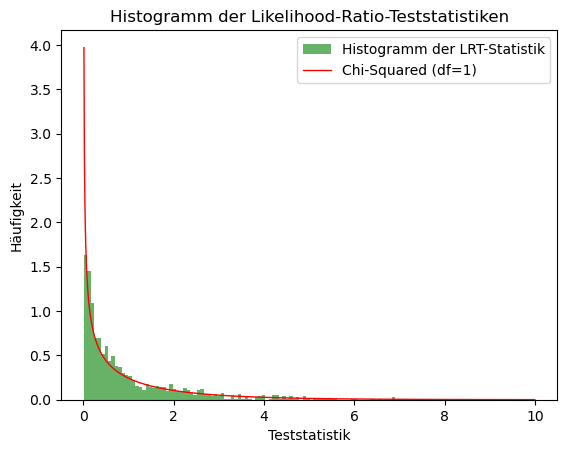 Histogramm der Likelihood-Ratio-Teststatistiken
Histogramm der LRT-Statistik
Chi-Squared (df=1)
Häufigkeit
4.0
3.5
3.0
2.5
2.0
1.5
1.0
0.5
0.0
0 2 4 6 8 10
Teststatistik